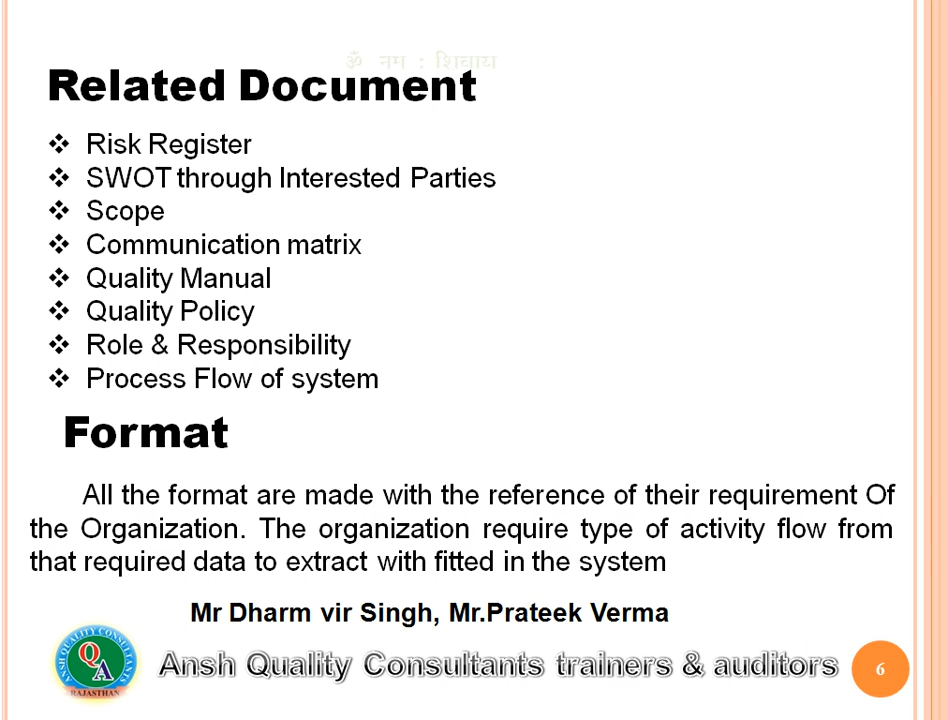 ॐ नम : शिवाय
Related Document
❖ Risk Register
❖ SWOT through Interested Parties
❖ Scope
❖ Communication matrix
❖ Quality Manual
❖ Quality Policy
❖ Role & Responsibility
❖ Process Flow of system
Format
All the format are made with the reference of their requirement Of
the Organization. The organization require type of activity flow from
that required data to extract with fitted in the system
Mr Dharm vir Singh, Mr.Prateek Verma
ANSH QUALITY CONSULTANTS
QA
RAJASTHAN
Ansh Quality Consultants trainers & auditors
6